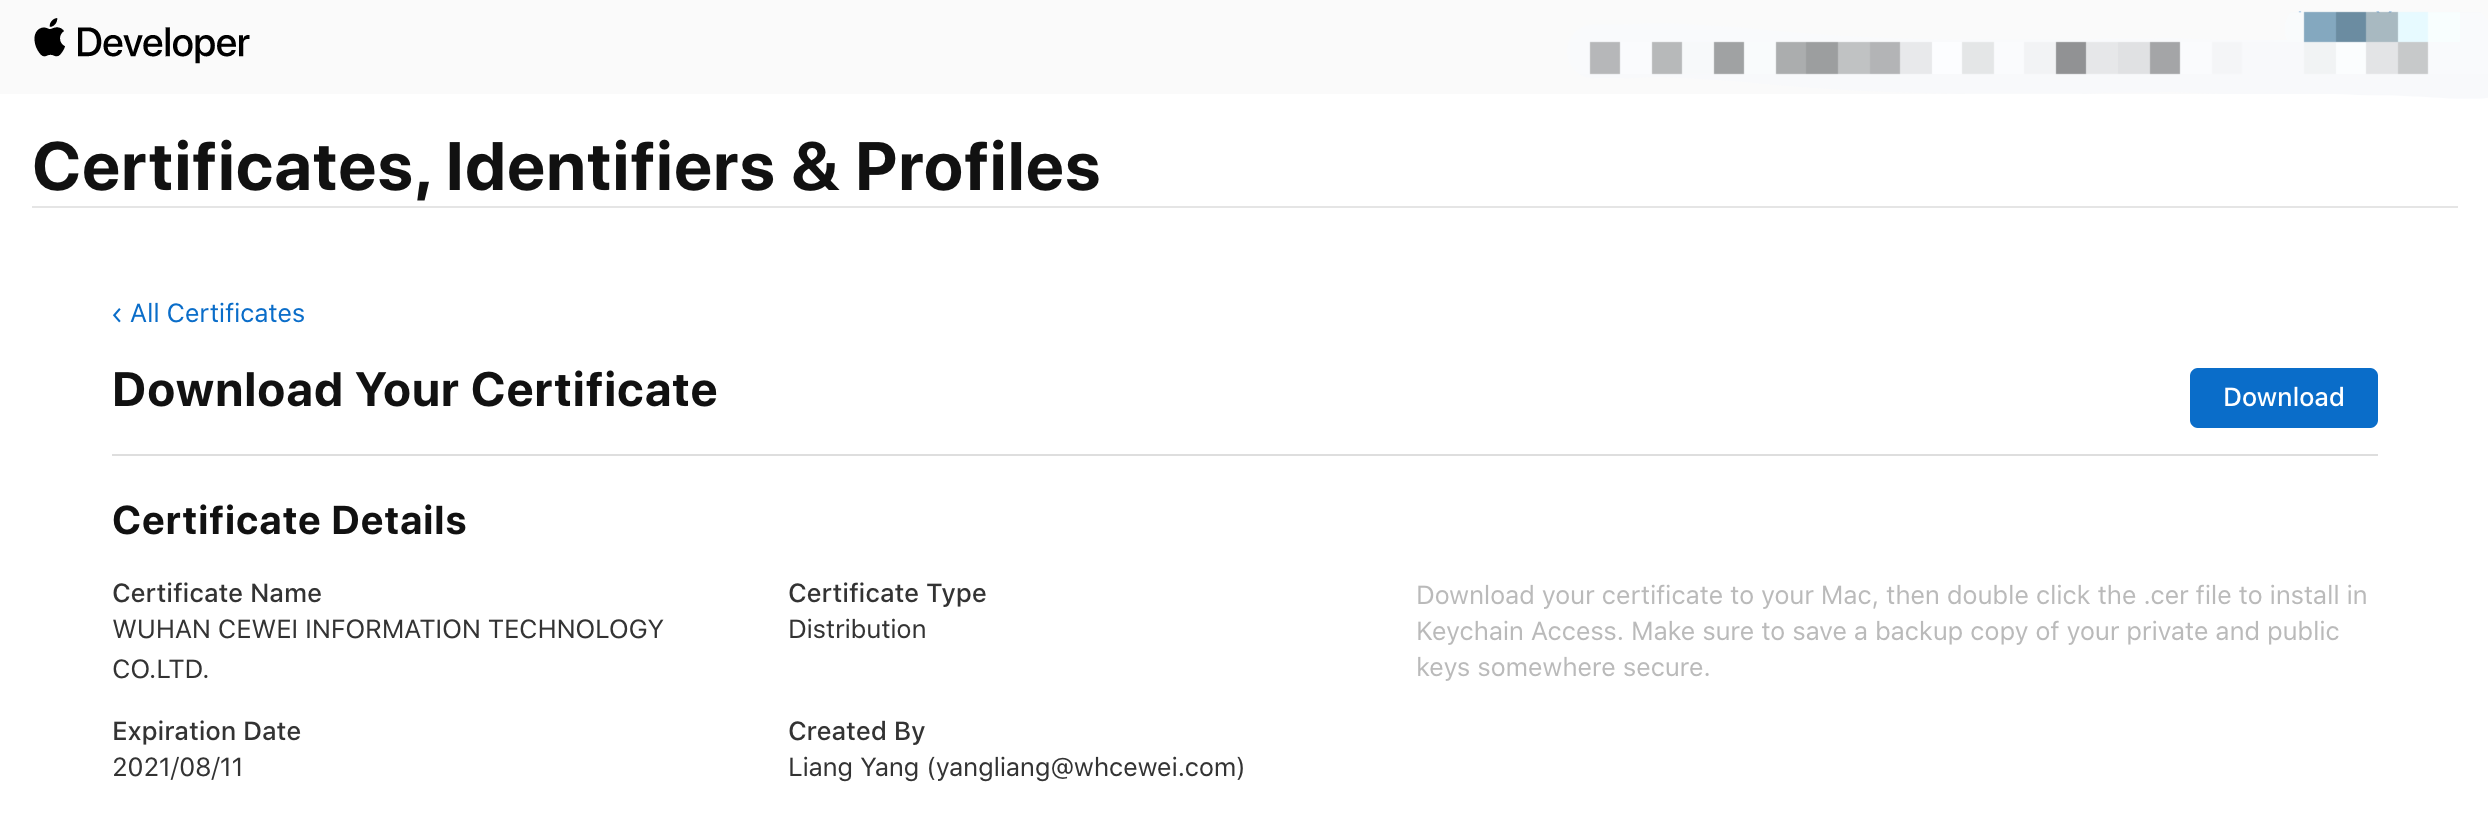 Developer
Certificates, Identifiers & Profiles
‹ All Certificates
Download Your Certificate
Download
Certificate Details
Certificate Name
WUHAN CEWEI INFORMATION TECHNOLOGY
CO.LTD.
Certificate Type
Distribution
Download your certificate to your Mac, then double click the .cer file to install in
Keychain Access. Make sure to save a backup copy of your private and public
keys somewhere secure.
Expiration Date
2021/08/11
Created By
Liang Yang (yangliang@whcewei.com)